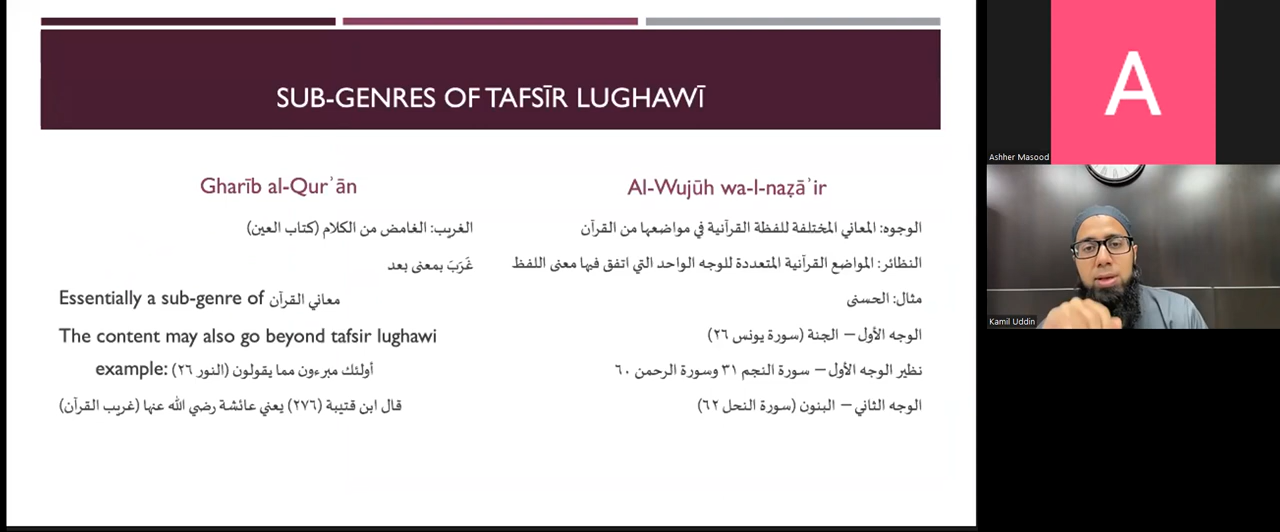 SUB-GENRES OF TAFSĪR LUGHAWĪ
Gharīb al-Qurʾān
الغريب: الغامض من الكلام (كتاب العين)
غَرَبَ بمعنى بعد
Essentially a sub-genre of معاني القرآن
The content may also go beyond tafsir lughawi
example: أولئك مبرءون مما يقولون (النور ٢٦)
قال ابن قتيبة (٢٧٦) يعني عائشة رضي الله عنها (غريب القرآن)
Al-Wujūh wa-l-naẓāʾir
الوجوه: المعاني المختلفة للفظة القرآنية في مواضعها من القرآن
النظائر: المواضع القرآنية المتعددة للوجه الواحد التي اتفق فيها معنى اللفظ
مثال: الحسنى
الوجه الأول – الجنة (سورة يونس ٢٦)
نظير الوجه الأول – سورة النجم ٣١ وسورة الرحمن ٦٠
الوجه الثاني – البنون (سورة النحل ٦٢)
A
Ashher Masood
Kamil Uddin